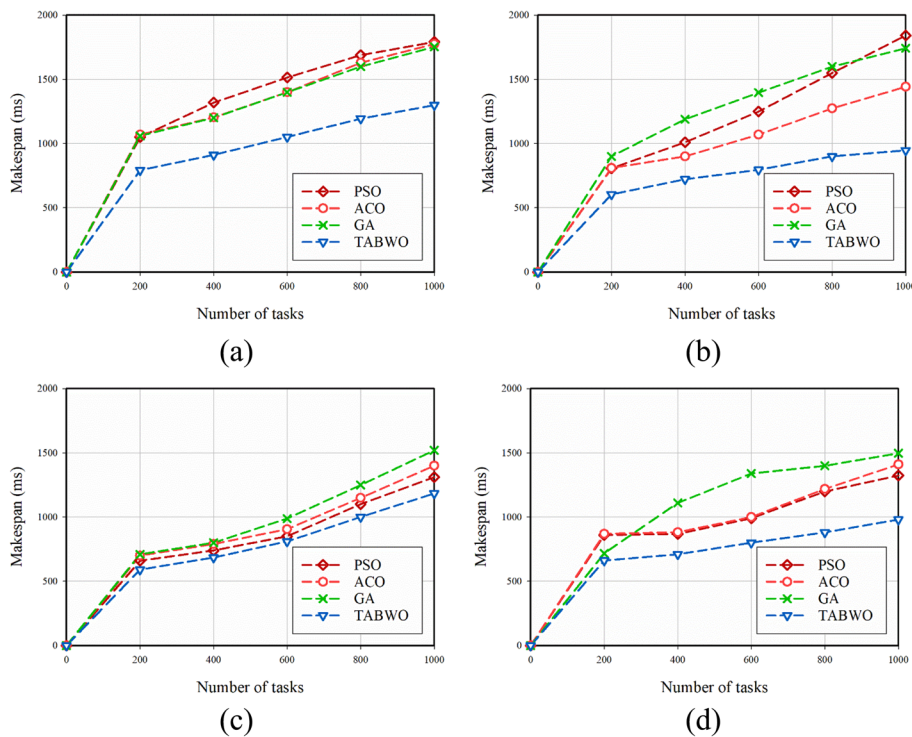 2000
1500
1000
500
0
Makespan (ms)
PSO
ACO
GA
TABWO
0 200 400 600 800 1000
Number of tasks
(a)
2000
1500
1000
500
0
Makespan (ms)
PSO
ACO
GA
TABWO
0 200 400 600 800 1000
Number of tasks
(b)
2000
1500
1000
500
0
Makespan (ms)
PSO
ACO
GA
TABWO
0 200 400 600 800 1000
Number of tasks
(c)
2000
1500
1000
500
0
Makespan (ms)
PSO
ACO
GA
TABWO
0 200 400 600 800 1000
Number of tasks
(d)